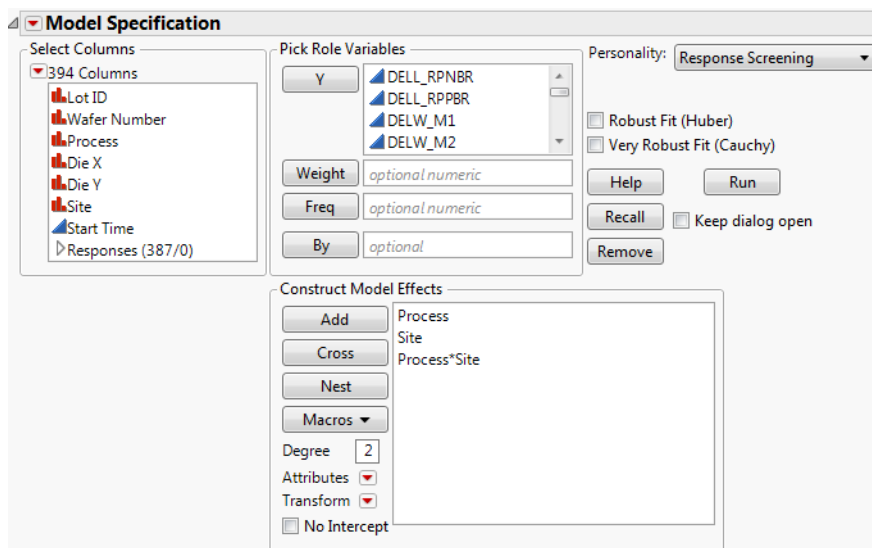 Model Specification
Select Columns
394 Columns
Lot ID
Wafer Number
Process
Die X
Die Y
Site
Start Time
Responses (387/0)
Pick Role Variables
Y
DELL_RPNBR
DELL_RPPBR
DELW_M1
DELW_M2
Weight optional numeric
Freq optional numeric
By optional
Personality: Response Screening
Robust Fit (Huber)
Very Robust Fit (Cauchy)
Help Run
Recall Keep dialog open
Remove
Construct Model Effects
Add
Cross
Nest
Macros
Degree 2
Attributes
Transform
No Intercept
Process
Site
Process*Site